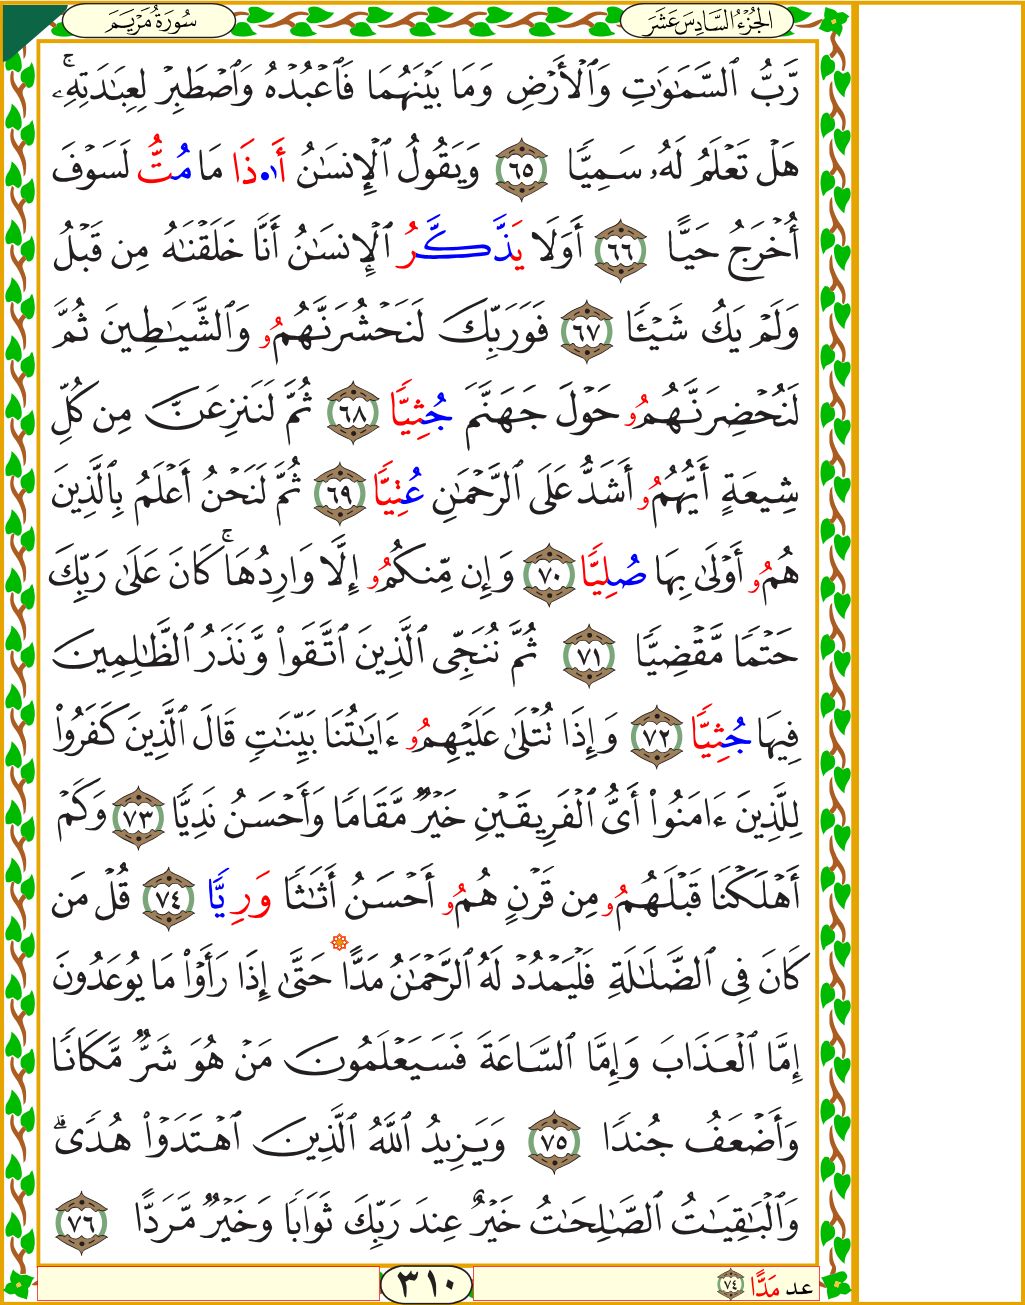 الجُزْءُ السَّادِسَ عَشَرَ
سُورَةُ مَرْيَمَ
رَّبُّ ٱلسَّمَٰوَٰتِ وَٱلْأَرْضِ وَمَا بَيْنَهُمَا فَٱعْبُدْهُ وَٱصْطَبِرْ لِعِبَٰدَتِهِۦۚ
هَلْ تَعْلَمُ لَهُۥ سَمِيًّا ٦٥ وَيَقُولُ ٱلْإِنسَٰنُ أَا۬ذَا مَا مُتُّ لَسَوْفَ
أُخْرَجُ حَيًّا ٦٦ أَوَلَا يَذَّكَّرُ ٱلْإِنسَٰنُ أَنَّا خَلَقْنَٰهُ مِن قَبْلُ
وَلَمْ يَكُ شَيْـًٔا ٦٧ فَوَرَبِّكَ لَنَحْشُرَنَّهُمُو وَٱلشَّيَٰطِينَ ثُمَّ
لَنُحْضِرَنَّهُمُو حَوْلَ جَهَنَّمَ جُثِيًّا ٦٨ ثُمَّ لَنَنزِعَنَّ مِن كُلِّ
شِيعَةٍ أَيُّهُمُو أَشَدُّ عَلَى ٱلرَّحْمَٰنِ عُتِيًّا ٦٩ ثُمَّ لَنَحْنُ أَعْلَمُ بِٱلَّذِينَ
هُمُو أَوْلَىٰ بِهَا صُلِيًّا ٧٠ وَإِن مِّنكُمُو إِلَّا وَارِدُهَاۚ كَانَ عَلَىٰ رَبِّكَ
حَتْمًا مَّقْضِيًّا ٧١ ثُمَّ نُنَجِّى ٱلَّذِينَ ٱتَّقَوا۟ وَّنَذَرُ ٱلظَّٰلِمِينَ
فِيهَا جُثِيًّا ٧٢ وَإِذَا تُتْلَىٰ عَلَيْهِمُو ءَايَٰتُنَا بَيِّنَٰتٍ قَالَ ٱلَّذِينَ كَفَرُوا۟
لِلَّذِينَ ءَامَنُوا۟ أَىُّ ٱلْفَرِيقَيْنِ خَيْرٌ مَّقَامًا وَأَحْسَنُ نَدِيًّا ٧٣ وَكَمْ
أَهْلَكْنَا قَبْلَهُمُو مِن قَرْنٍ هُمُو أَحْسَنُ أَثَٰثًا وَرِيًّا ٧٤ قُلْ مَن
كَانَ فِى ٱلضَّلَٰلَةِ فَلْيَمْدُدْ لَهُ ٱلرَّحْمَٰنُ مَدًّا حَتَّىٰ إِذَا رَأَوْا۟ مَا يُوعَدُونَ
إِمَّا ٱلْعَذَابَ وَإِمَّا ٱلسَّاعَةَ فَسَيَعْلَمُونَ مَنْ هُوَ شَرٌّ مَّكَانًا
وَأَضْعَفُ جُندًا ٧٥ وَيَزِيدُ ٱللَّهُ ٱلَّذِينَ ٱهْتَدَوْا۟ هُدًىۗ
وَٱلْبَٰقِيَٰتُ ٱلصَّٰلِحَٰتُ خَيْرٌ عِندَ رَبِّكَ ثَوَابًا وَخَيْرٌ مَّرَدًّا ٧٦
عد مَدًّا ٧٤
٣١٠